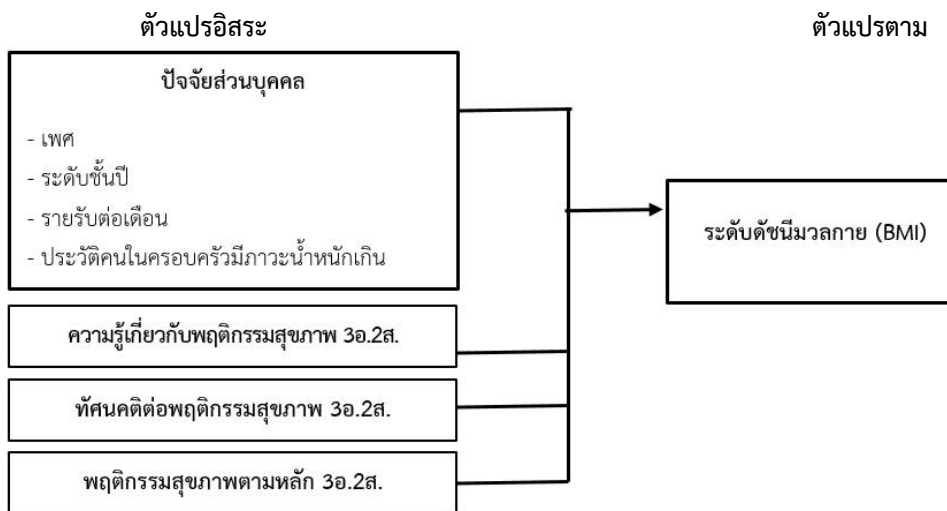 ตัวแปรอิสระ
ตัวแปรตาม
ปัจจัยส่วนบุคคล
- เพศ
- ระดับชั้นปี
- รายรับต่อเดือน
- ประวัติคนในครอบครัวมีภาวะน้ำหนักเกิน
ระดับดัชนีมวลกาย (BMI)
ความรู้เกี่ยวกับพฤติกรรมสุขภาพ 3อ.2ส.
ทัศนคติต่อพฤติกรรมสุขภาพ 3อ.2ส.
พฤติกรรมสุขภาพตามหลัก 3อ.2ส.